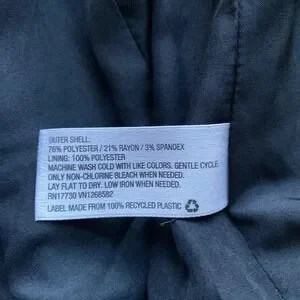 OUTER SHELL:
76% POLYESTER / 21% RAYON / 3% SPANDEX
LINING: 100% POLYESTER
MACHINE WASH COLD WITH LIKE COLORS. GENTLE CYCLE
ONLY NON-CHLORINE BLEACH WHEN NEEDED.
LAY FLAT TO DRY. LOW IRON WHEN NEEDED.
RN17730 VN1266582
LABEL MADE FROM 100% RECYCLED PLASTIC